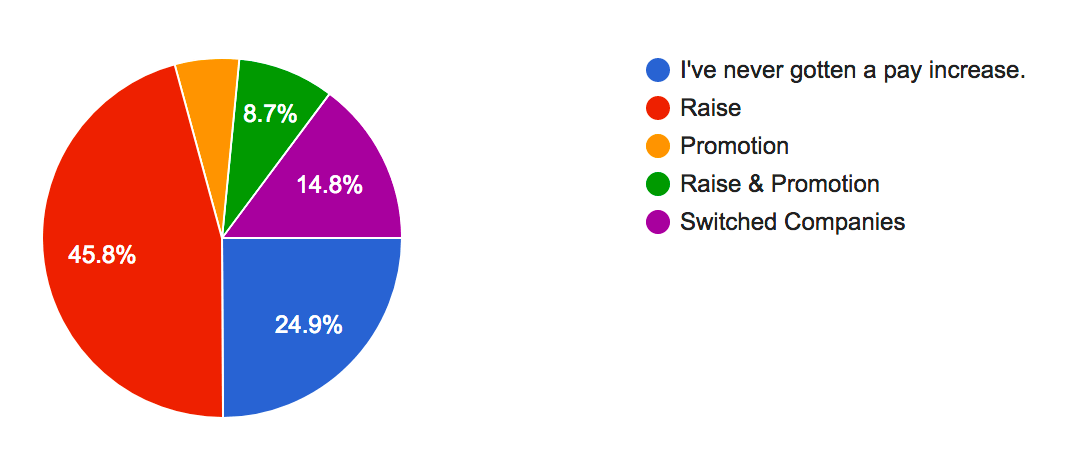 8.7%
14.8%
45.8%
24.9%
I've never gotten a pay increase.
Raise
Promotion
Raise & Promotion
Switched Companies